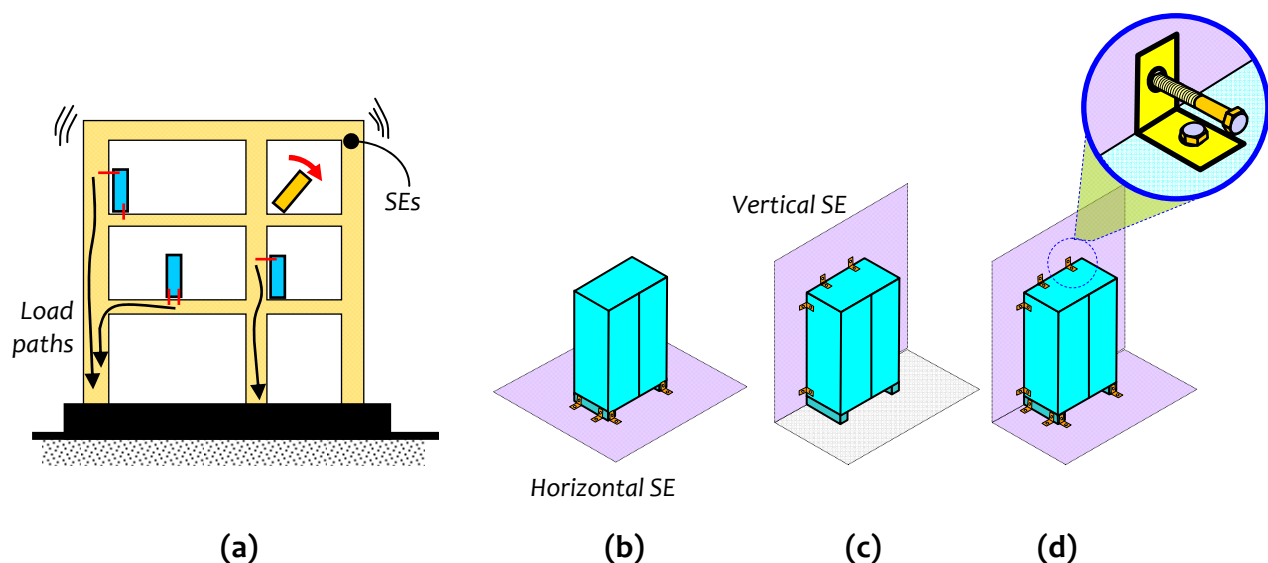 SEs
Load
paths
Vertical SE
Horizontal SE
(a)
(b)
(c)
(d)